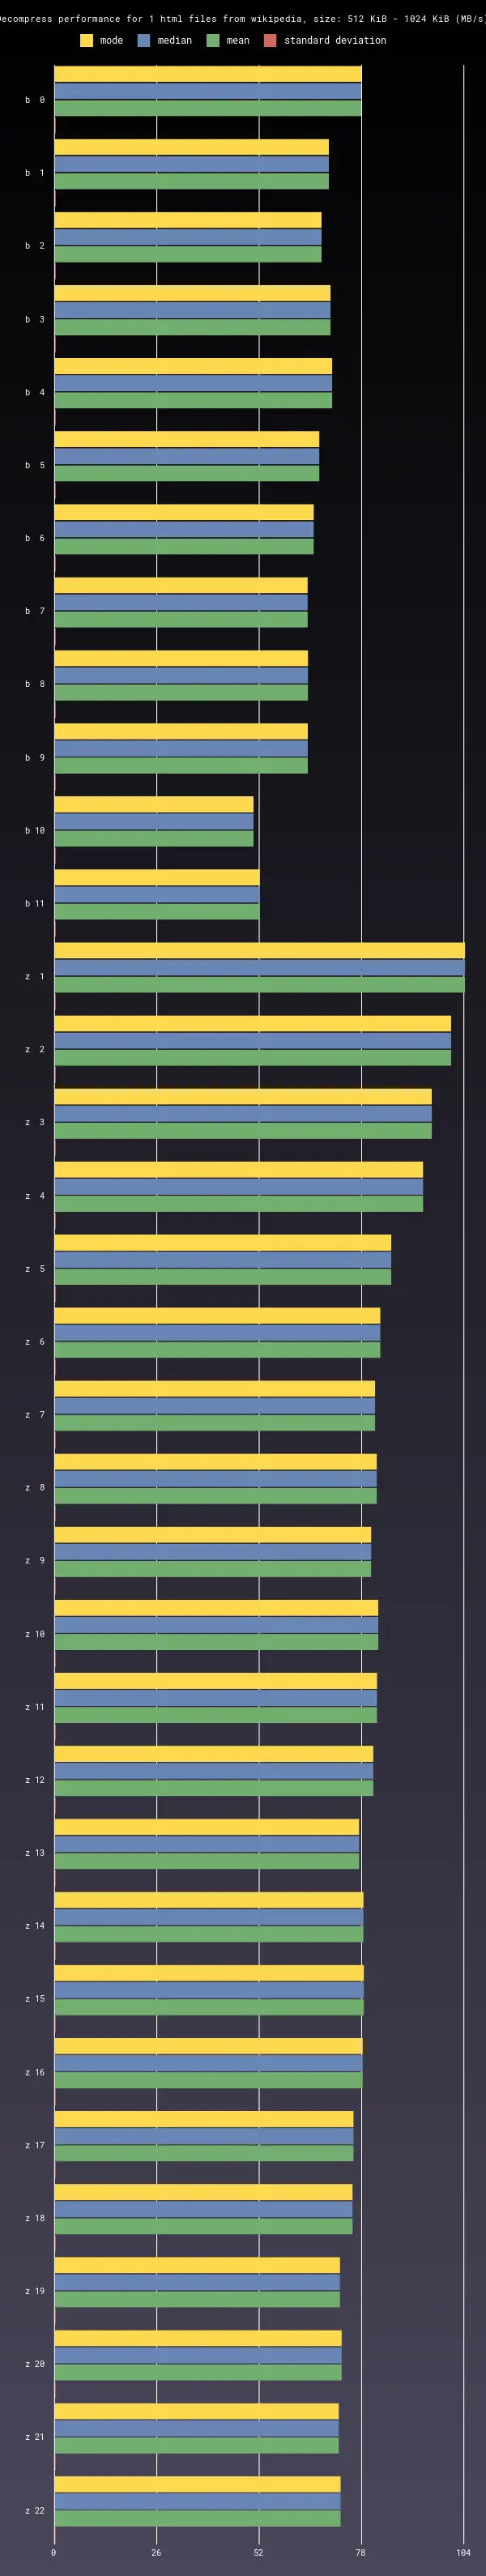 ecompress performance for 1 html files from wikipedia, size: 512 KiB - 1024 KiB (MB/s)
mode median mean standard deviation
b 0
b 1
b 2
b 3
b 4
b 5
b 6
b 7
b 8
b 9
b 10
b 11
z 1
z 2
z 3
z 4
z 5
z 6
z 7
z 8
z 9
z 10
z 11
z 12
z 13
z 14
z 15
z 16
z 17
z 18
z 19
z 20
z 21
z 22
0 26 52 78 104